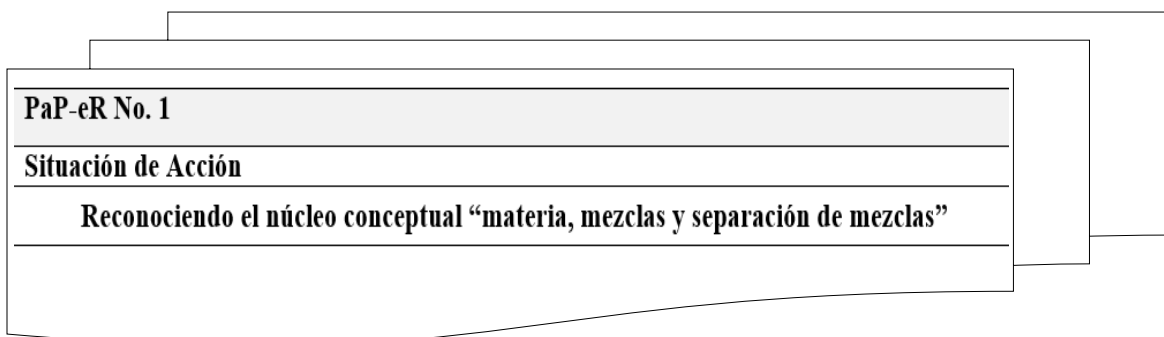 PaP-eR No. 1
Situación de Acción
Reconociendo el núcleo conceptual “materia, mezclas y separación de mezclas”